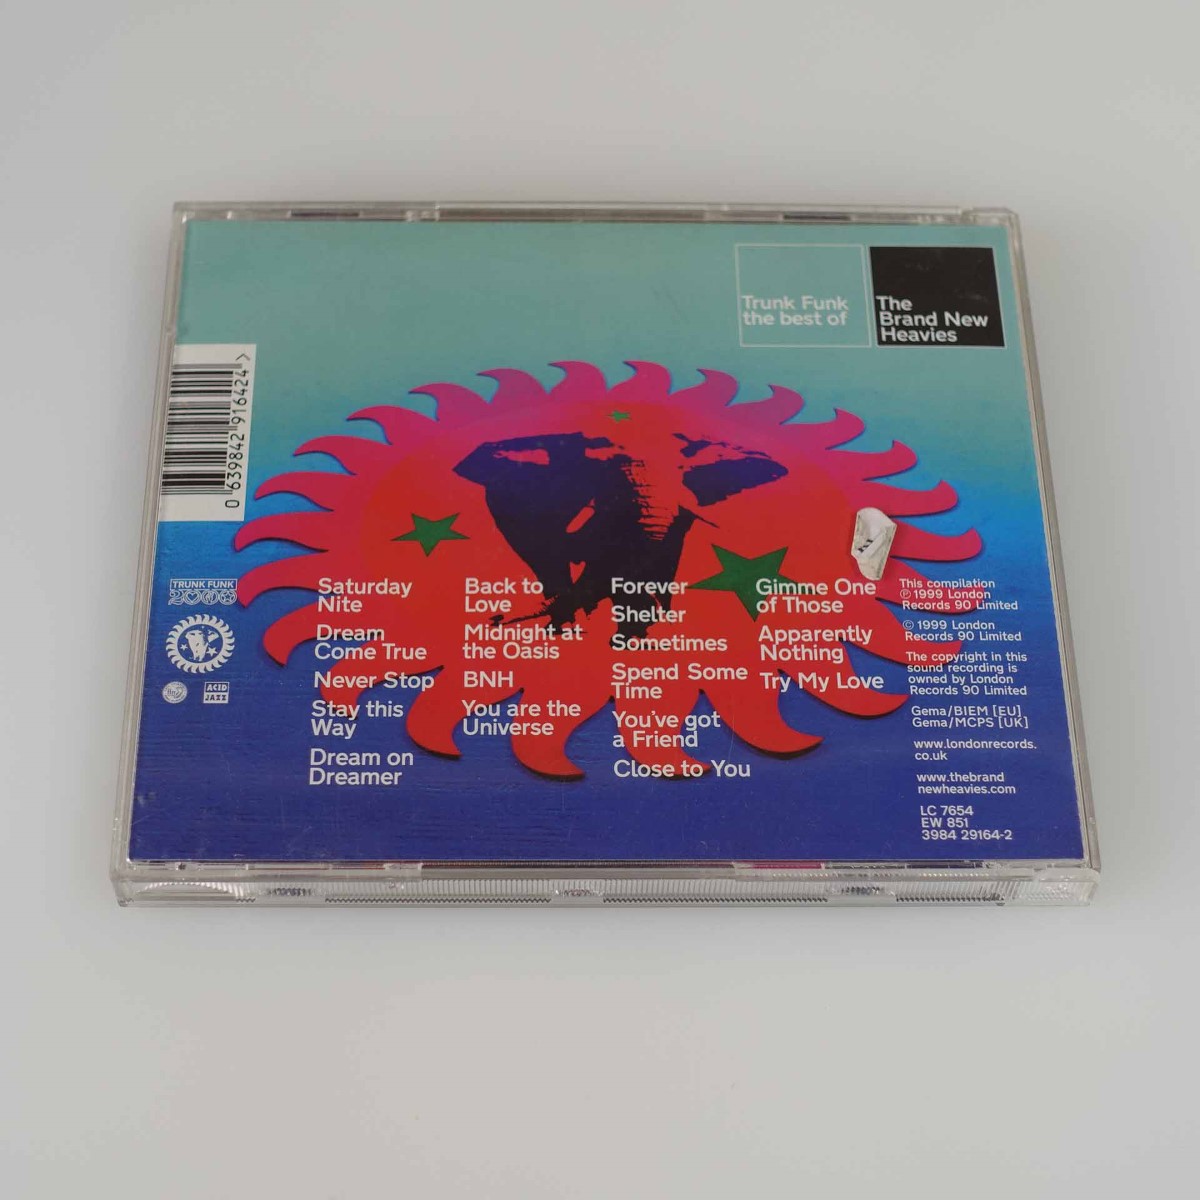 Trunk Funk
the best of
The
Brand New
Heavies
0 639842 916424 >
TRUNK FUNK
2000
ACID
JAZZ
Saturday
Nite
Dream
Come True
Never Stop
Stay this
Way
Dream on
Dreamer
Back to
Love
Midnight at
the Oasis
BNH
You are the
Universe
Forever
Shelter
Sometimes
Spend Some
Time
You've got
a Friend
Close to You
Gimme One
of Those
Apparently
Nothing
Try My Love
This compilation
℗ 1999 London
Records 90 Limited
© 1999 London
Records 90 Limited
The copyright in this
sound recording is
owned by London
Records 90 Limited
Gema/BIEM [EU]
Gema/MCPS [UK]
www.londonrecords.
co.uk
www.thebrand
newheavies.com
LC 7654
EW 851
3984 29164-2